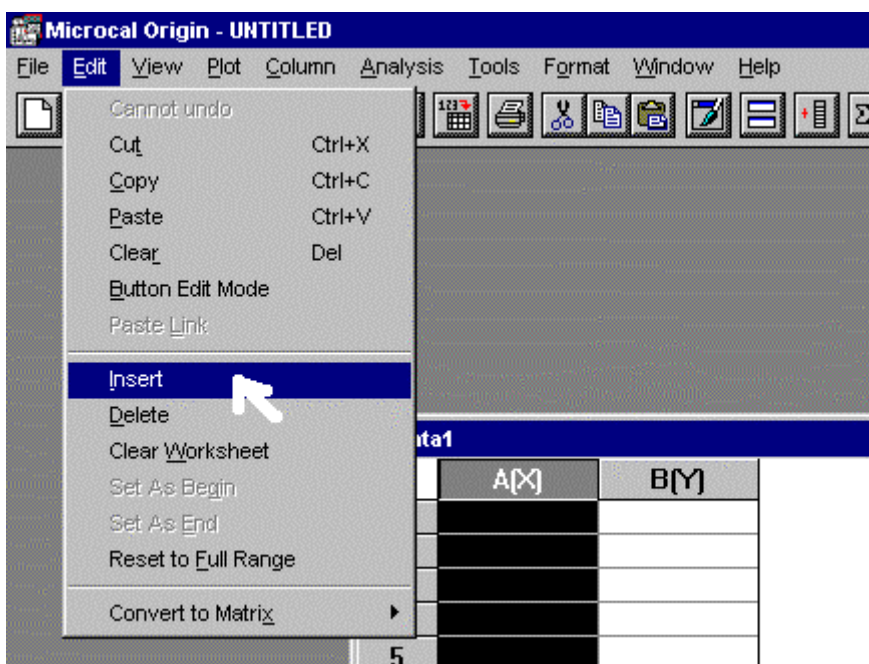 Microcal Origin - UNTITLED
File Edit View Plot Column Analysis Tools Format Window Help
Cannot undo
Cut Ctrl+X
Copy Ctrl+C
Paste Ctrl+V
Clear Del
Button Edit Mode
Paste Link
Insert
Delete
Clear Worksheet
Set As Begin
Set As End
Reset to Full Range
Convert to Matrix
ta1
A(X) B(Y)
5